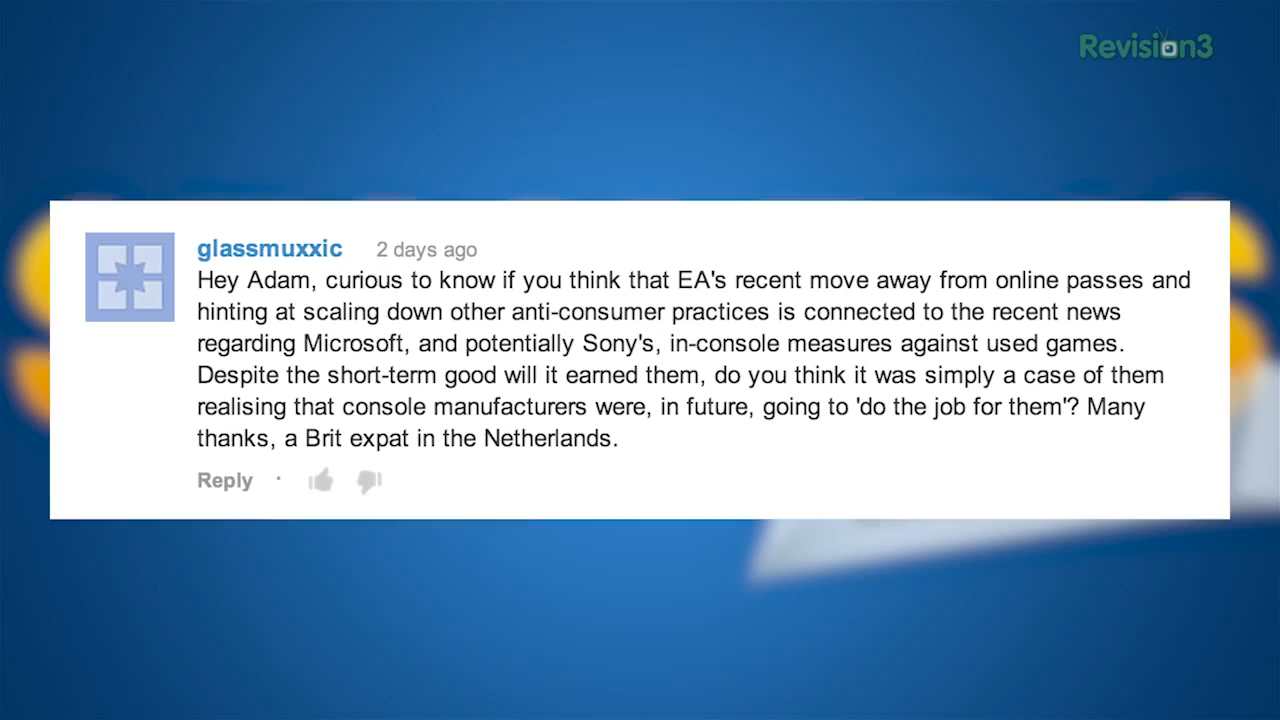 Revision3
glassmuxxic 2 days ago
Hey Adam, curious to know if you think that EA's recent move away from online passes and
hinting at scaling down other anti-consumer practices is connected to the recent news
regarding Microsoft, and potentially Sony's, in-console measures against used games.
Despite the short-term good will it earned them, do you think it was simply a case of them
realising that console manufacturers were, in future, going to 'do the job for them'? Many
thanks, a Brit expat in the Netherlands.
Reply ·